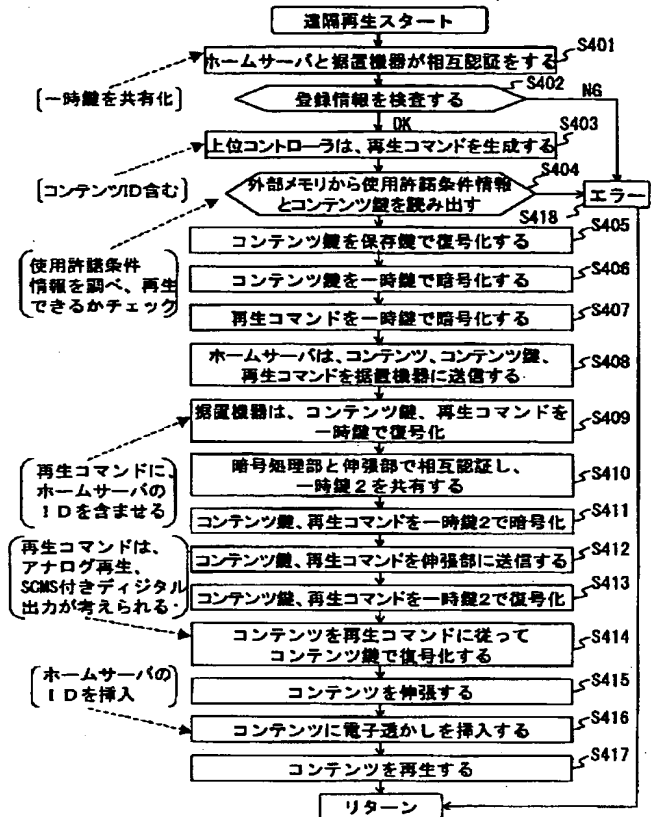 遠隔再生スタート
S401
ホームサーバと据置機器が相互認証をする
S402
[一時鍵を共有化]
登録情報を検査する
NG
OK
S403
上位コントローラは、再生コマンドを生成する
S404
[コンテンツID含む]
外部メモリから使用許諾条件情報
とコンテンツ鍵を読み出す
エラー
S418
S405
コンテンツ鍵を保存鍵で復号化する
使用許諾条件
情報を調べ、再生
できるかチェック
S406
コンテンツ鍵を一時鍵で暗号化する
S407
再生コマンドを一時鍵で暗号化する
S408
ホームサーバは、コンテンツ、コンテンツ鍵、
再生コマンドを据置機器に送信する
S409
据置機器は、コンテンツ鍵、再生コマンドを
一時鍵で復号化
再生コマンドに、
ホームサーバの
IDを含ませる
S410
暗号処理部と伸張部で相互認証し、
一時鍵2を共有する
S411
コンテンツ鍵、再生コマンドを一時鍵2で暗号化
再生コマンドは、
アナログ再生、
SCMS付きディジタル
出力が考えられる・
S412
コンテンツ鍵、再生コマンドを伸張部に送信する
S413
コンテンツ鍵、再生コマンドを一時鍵2で復号化
S414
コンテンツを再生コマンドに従って
コンテンツ鍵で復号化する
ホームサーバの
IDを挿入
S415
コンテンツを伸張する
S416
コンテンツに電子透かしを挿入する
S417
コンテンツを再生する
リターン